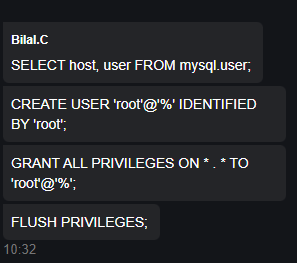 Bilal.C
SELECT host, user FROM mysql.user;
CREATE USER 'root'@'%' IDENTIFIED
BY 'root';
GRANT ALL PRIVILEGES ON * . * TO
'root'@'%';
FLUSH PRIVILEGES;
10:32